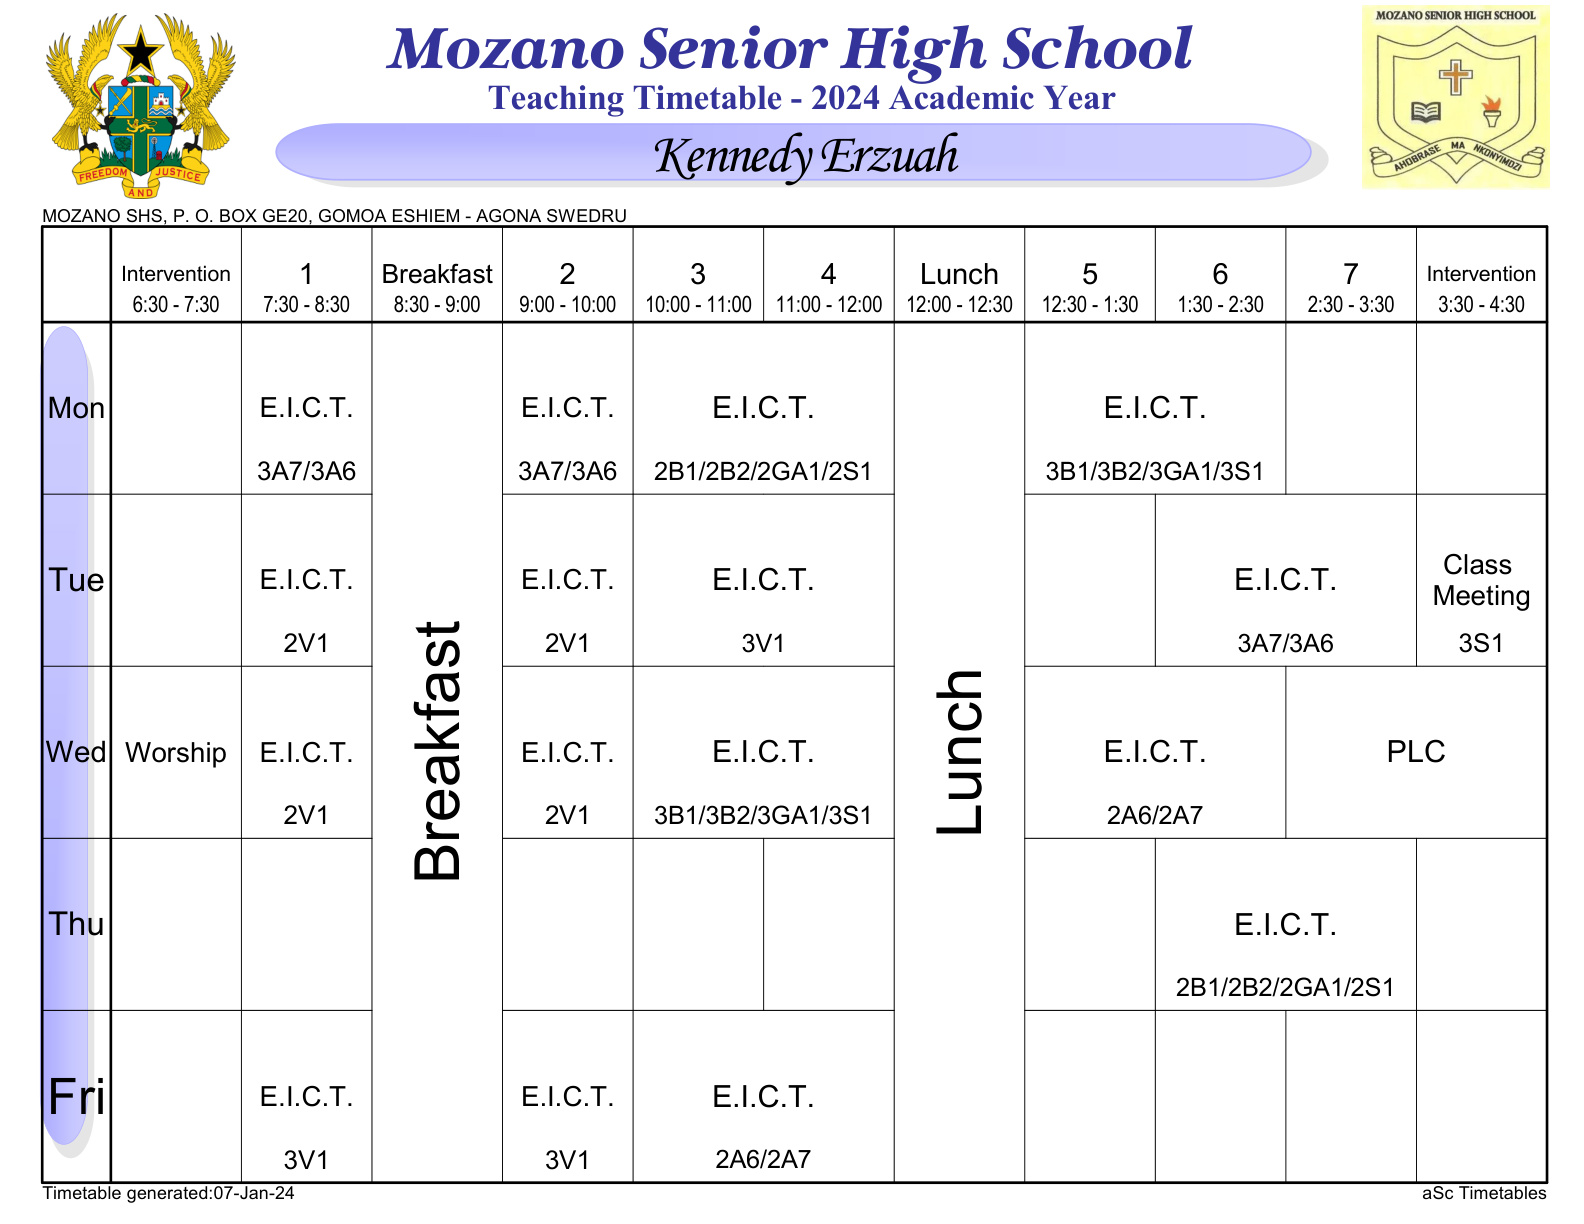 MOZANO SENIOR HIGH SCHOOL
Mozano Senior High School
Teaching Timetable - 2024 Academic Year
Kennedy Erzuah
FREEDOM AND JUSTICE
AHOBRASE MA NKONYIMDZI
MOZANO SHS, P. O. BOX GE20, GOMOA ESHIEM - AGONA SWEDRU
Intervention 1 Breakfast 2 3 4 Lunch 5 6 7 Intervention
6:30 - 7:30 7:30 - 8:30 8:30 - 9:00 9:00 - 10:00 10:00 - 11:00 11:00 - 12:00 12:00 - 12:30 12:30 - 1:30 1:30 - 2:30 2:30 - 3:30 3:30 - 4:30
Mon E.I.C.T. E.I.C.T. E.I.C.T. E.I.C.T.
3A7/3A6 3A7/3A6 2B1/2B2/2GA1/2S1 3B1/3B2/3GA1/3S1
Tue E.I.C.T. E.I.C.T. E.I.C.T. E.I.C.T. Class Meeting
2V1 2V1 3V1 3A7/3A6 3S1
Breakfast
Lunch
Wed Worship E.I.C.T. E.I.C.T. E.I.C.T. E.I.C.T. PLC
2V1 2V1 3B1/3B2/3GA1/3S1 2A6/2A7
Thu E.I.C.T.
2B1/2B2/2GA1/2S1
Fri E.I.C.T. E.I.C.T. E.I.C.T.
3V1 3V1 2A6/2A7
Timetable generated:07-Jan-24 aSc Timetables